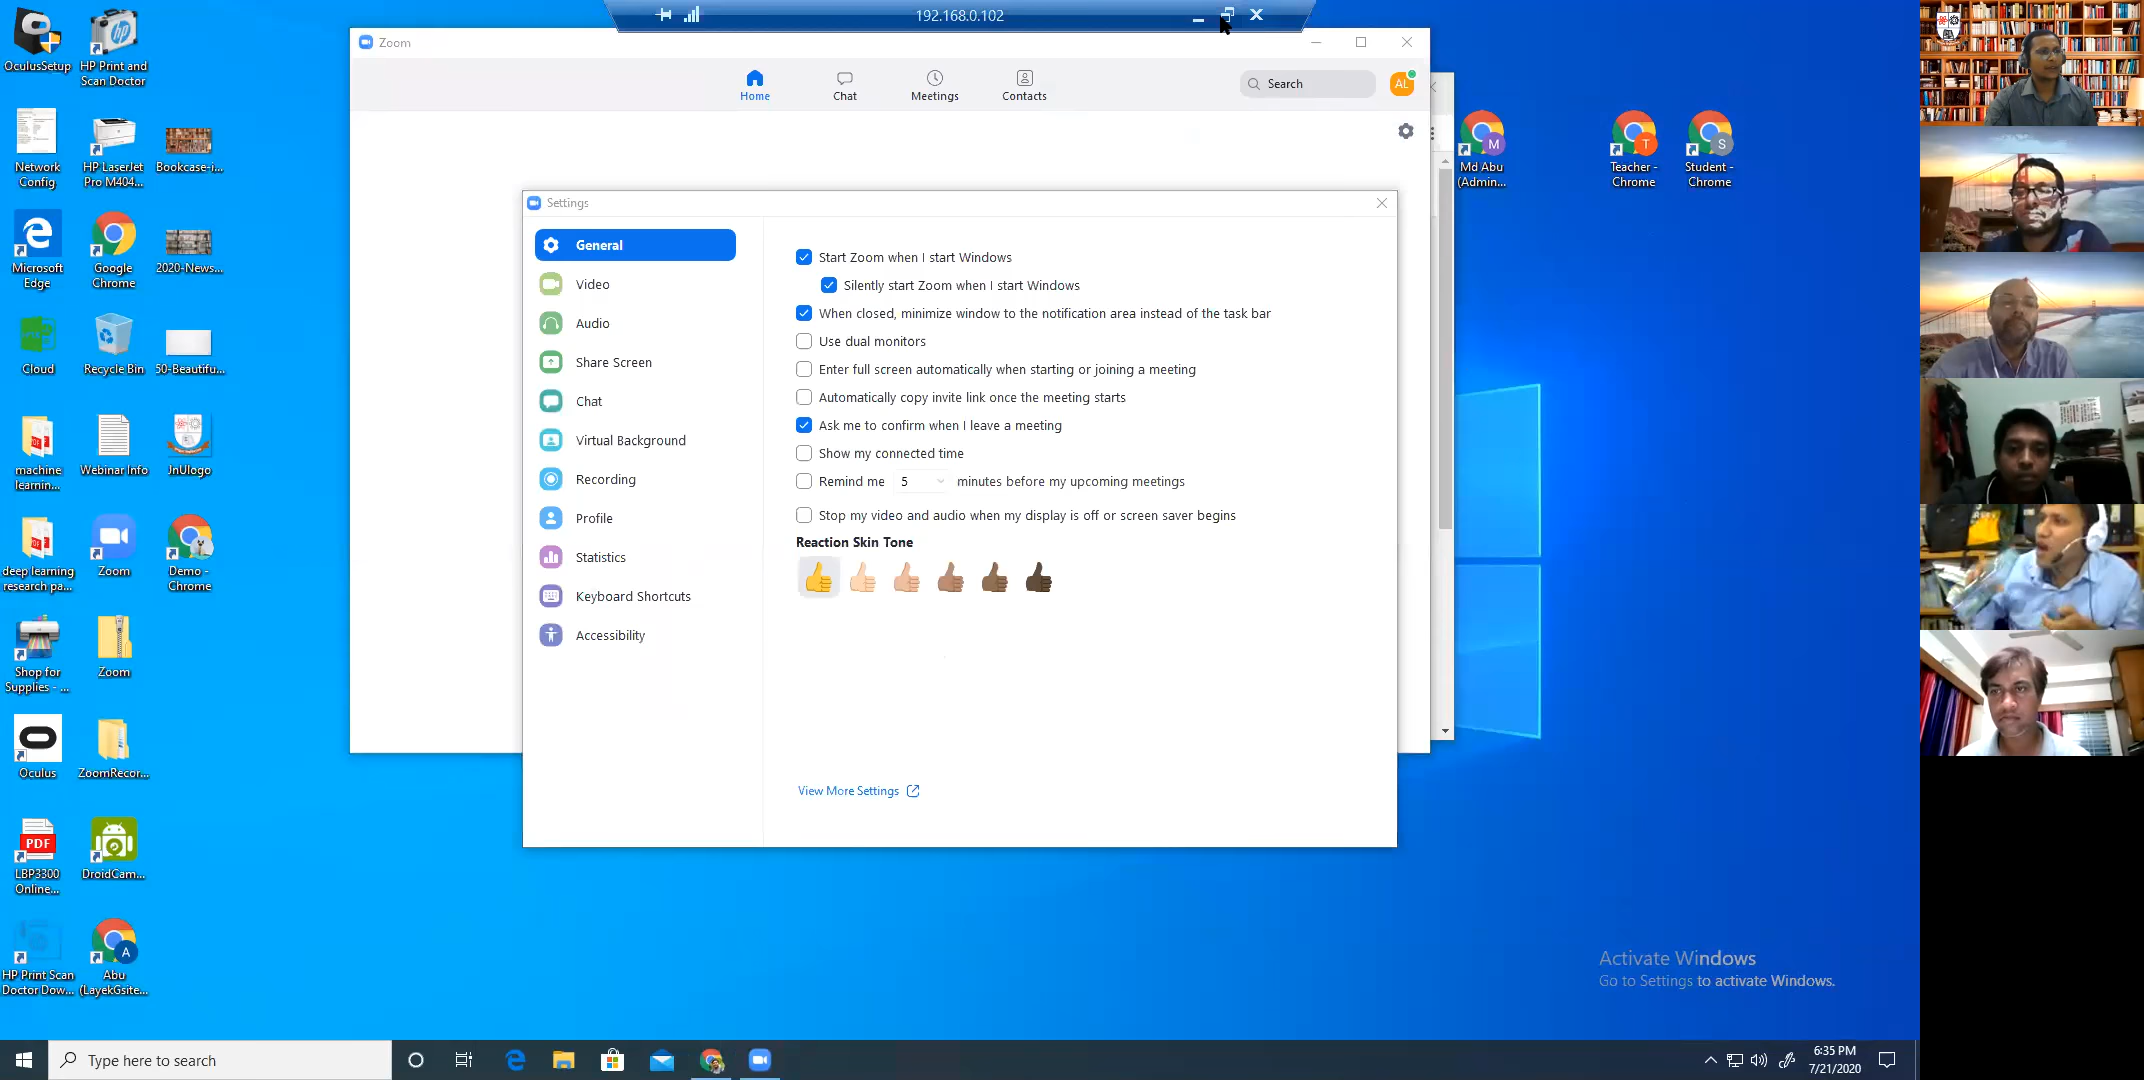 192.168.0.102
Zoom
Home
Chat
Meetings
Contacts
Search
AL
Settings
General
Video
Audio
Share Screen
Chat
Virtual Background
Recording
Profile
Statistics
Keyboard Shortcuts
Accessibility
Start Zoom when I start Windows
Silently start Zoom when I start Windows
When closed, minimize window to the notification area instead of the task bar
Use dual monitors
Enter full screen automatically when starting or joining a meeting
Automatically copy invite link once the meeting starts
Ask me to confirm when I leave a meeting
Show my connected time
Remind me 5 minutes before my upcoming meetings
Stop my video and audio when my display is off or screen saver begins
Reaction Skin Tone
View More Settings
OculusSetup
HP Print and
Scan Doctor
Network
Config
HP LaserJet
Pro M404...
Bookcase-i...
Microsoft
Edge
Google
Chrome
2020-News...
Cloud
Recycle Bin
50-Beautifu...
machine
learnin...
Webinar Info
JnUlogo
deep learning
research pa...
Zoom
Demo -
Chrome
Shop for
Supplies - ...
Zoom
Oculus
ZoomRecor...
PDF
LBP3300
Online...
DroidCam...
HP Print Scan
Doctor Dow...
A
Abu
(LayekGsite...
M
Md Abu
(Admin...
T
Teacher -
Chrome
S
Student -
Chrome
Activate Windows
Go to Settings to activate Windows.
Type here to search
6:35 PM
7/21/2020